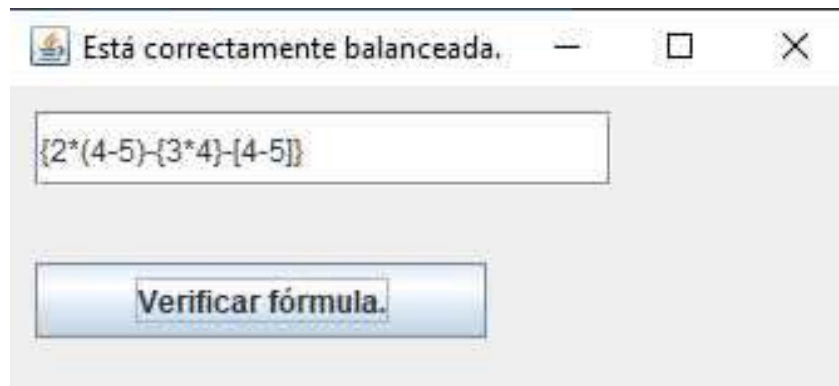 Está correctamente balanceada.
{2*(4-5)-{3*4}-[4-5]}
Verificar fórmula.